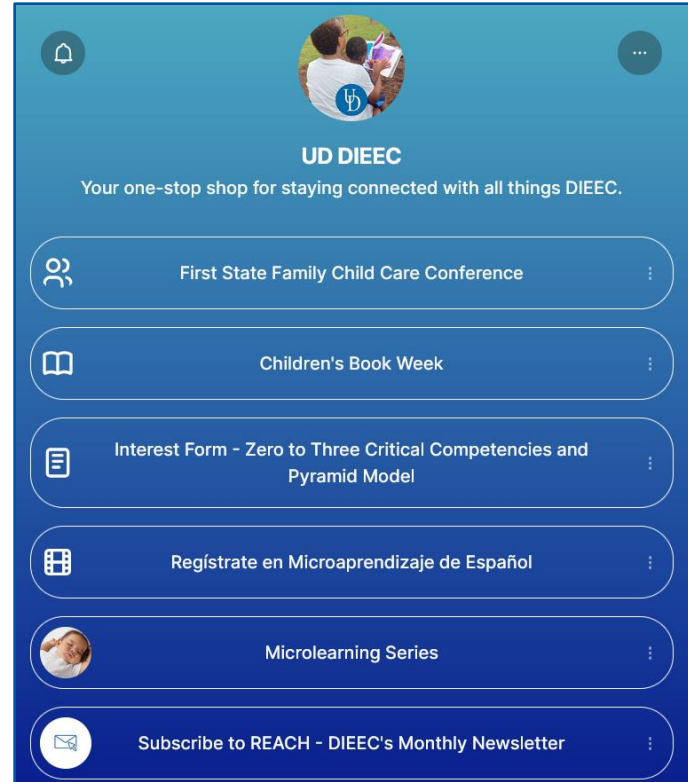 UD
UD DIEEC
Your one-stop shop for staying connected with all things DIEEC.
First State Family Child Care Conference
Children's Book Week
Interest Form - Zero to Three Critical Competencies and
Pyramid Model
Regístrate en Microaprendizaje de Español
Microlearning Series
Subscribe to REACH - DIEEC's Monthly Newsletter